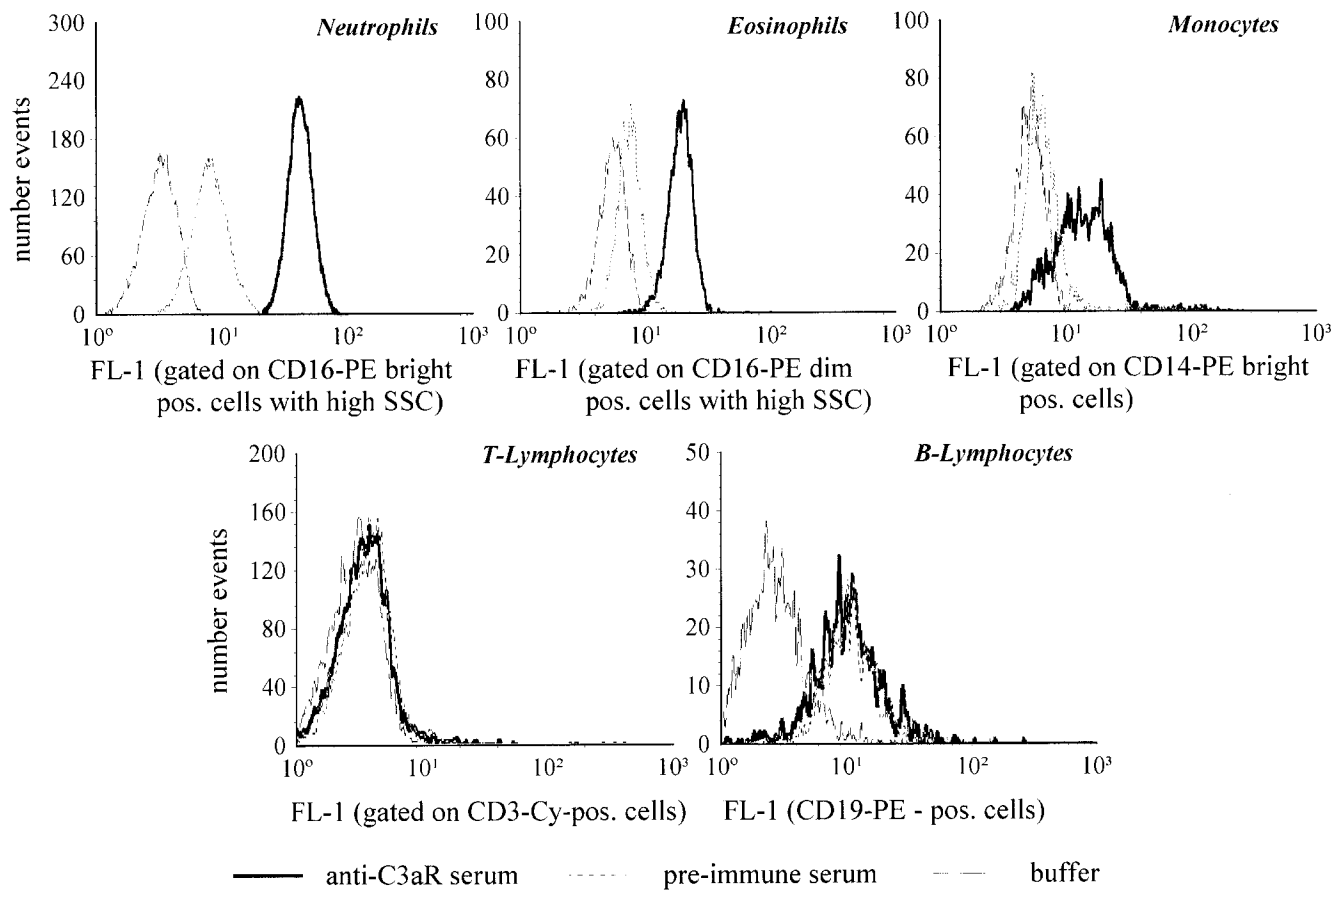 Neutrophils
300
240
180
120
60
0
number events
10⁰ 10¹ 10² 10³
FL-1 (gated on CD16-PE bright
pos. cells with high SSC)
Eosinophils
100
80
60
40
20
0
10⁰ 10¹ 10² 10³
FL-1 (gated on CD16-PE dim
pos. cells with high SSC)
Monocytes
100
80
60
40
20
0
10⁰ 10¹ 10² 10³
FL-1 (gated on CD14-PE bright
pos. cells)
T-Lymphocytes
200
160
120
80
40
0
number events
10⁰ 10¹ 10² 10³
FL-1 (gated on CD3-Cy-pos. cells)
B-Lymphocytes
50
40
30
20
10
0
10⁰ 10¹ 10² 10³
FL-1 (CD19-PE - pos. cells)
anti-C3aR serum pre-immune serum buffer